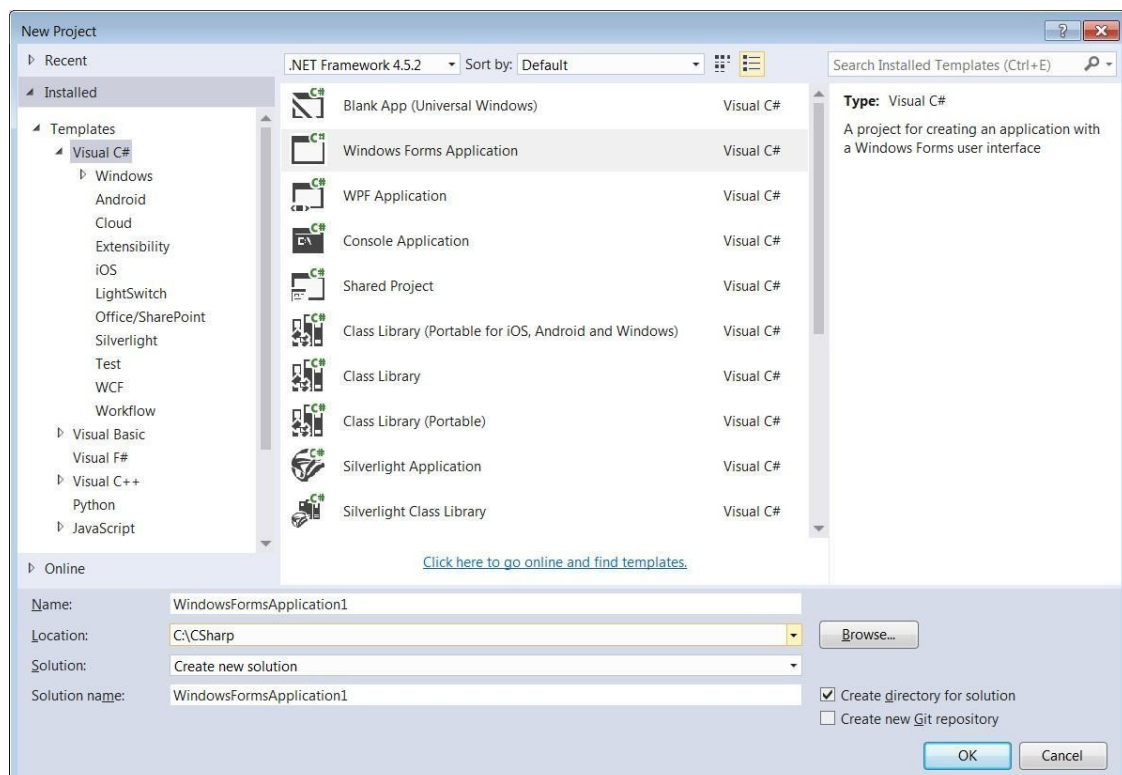 New Project
Recent
Installed
Templates
Visual C#
Windows
Android
Cloud
Extensibility
iOS
LightSwitch
Office/SharePoint
Silverlight
Test
WCF
Workflow
Visual Basic
Visual F#
Visual C++
Python
JavaScript
Online
.NET Framework 4.5.2 Sort by: Default
Blank App (Universal Windows) Visual C#
Windows Forms Application Visual C#
WPF Application Visual C#
Console Application Visual C#
Shared Project Visual C#
Class Library (Portable for iOS, Android and Windows) Visual C#
Class Library Visual C#
Class Library (Portable) Visual C#
Silverlight Application Visual C#
Silverlight Class Library Visual C#
Click here to go online and find templates.
Search Installed Templates (Ctrl+E)
Type: Visual C#
A project for creating an application with
a Windows Forms user interface
Name: WindowsFormsApplication1
Location: C:\CSharp Browse...
Solution: Create new solution
Solution name: WindowsFormsApplication1
Create directory for solution
Create new Git repository
OK Cancel